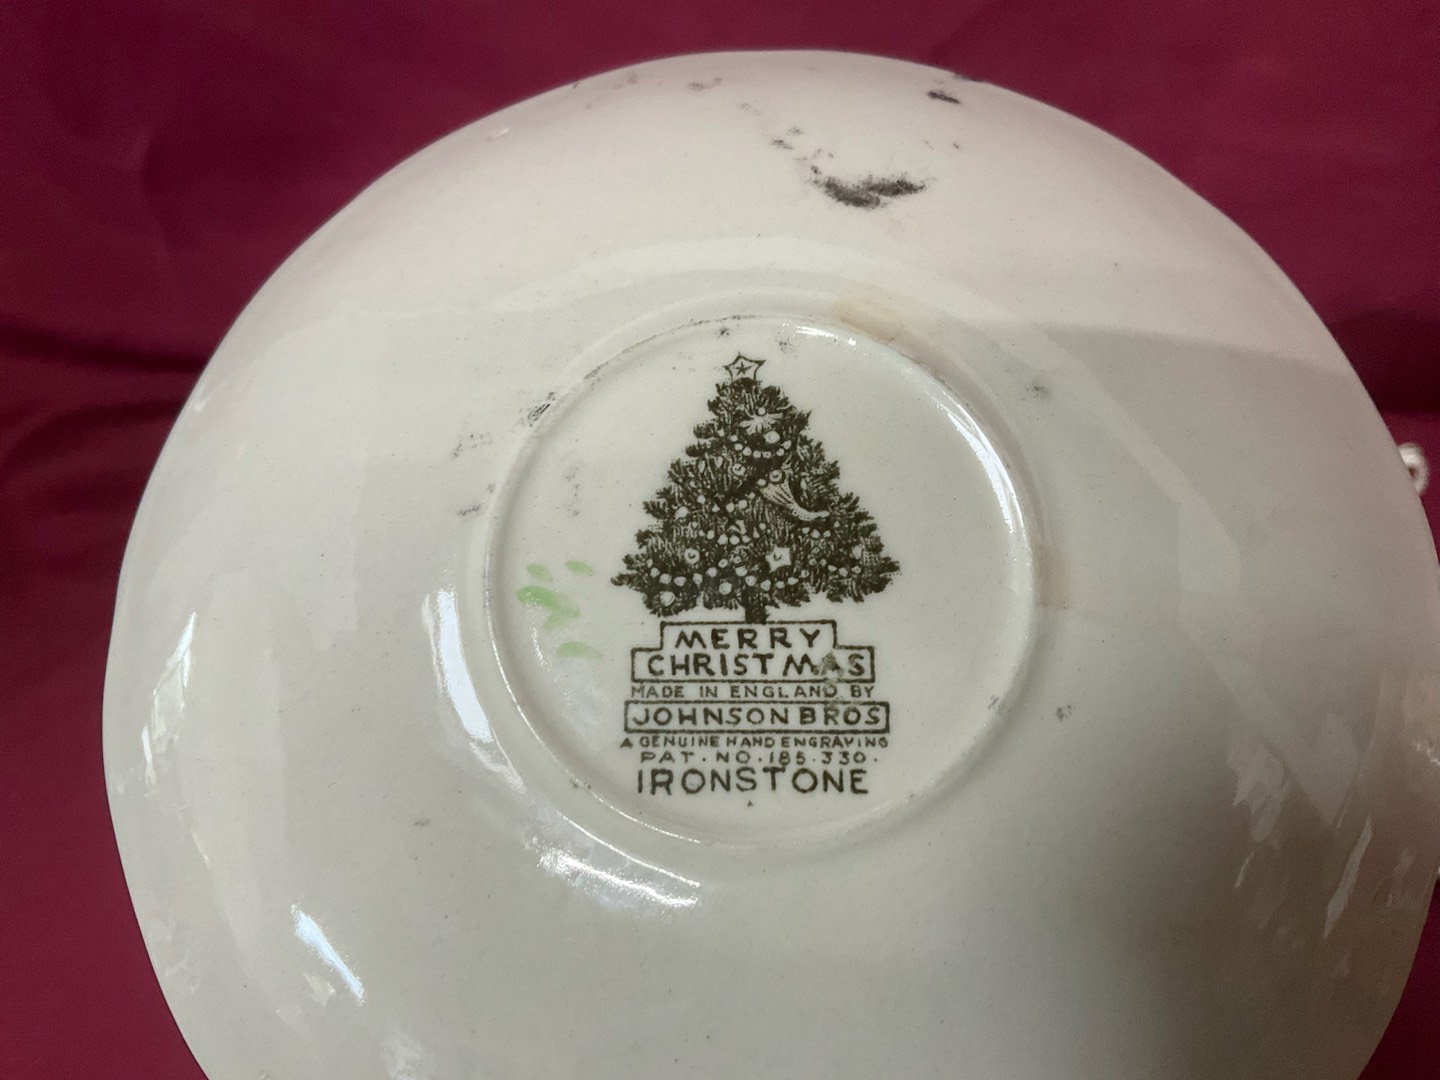 MERRY
CHRISTMAS
MADE IN ENGLAND BY
JOHNSON BROS
A GENUINE HAND ENGRAVING
PAT. NO. 185.330.
IRONSTONE